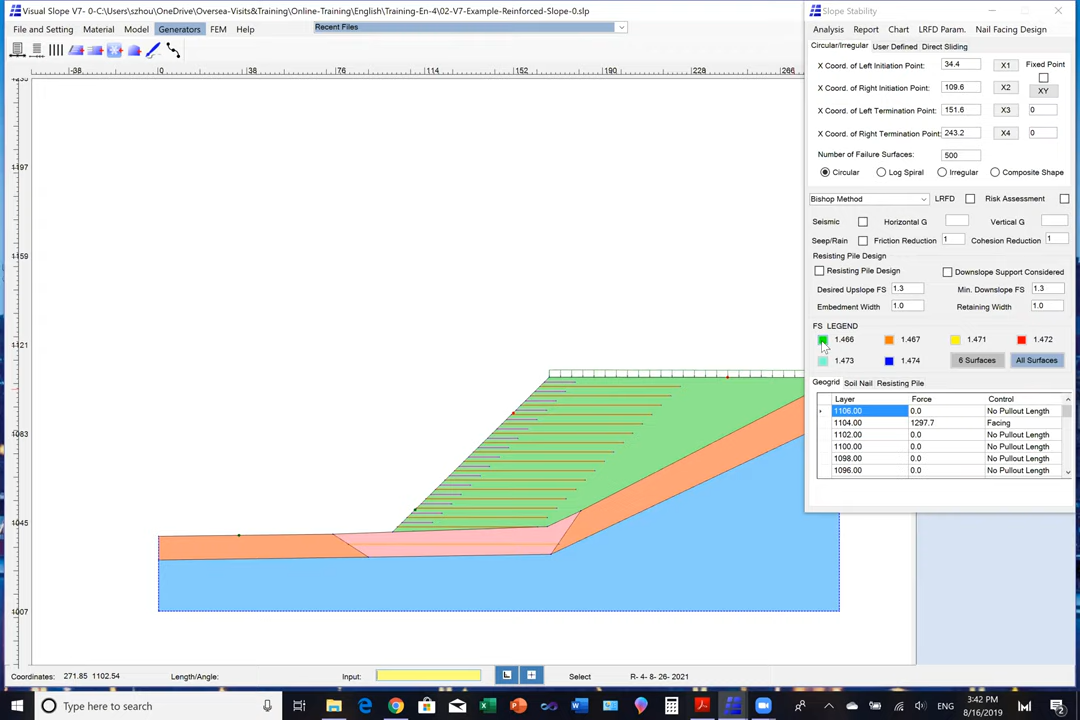 Visual Slope V7- 0-C:\Users\szhou\OneDrive\Oversea-Visits&Training\Online-Training\English\Training-En-4\02-V7-Example-Reinforced-Slope-0.slp
File and Setting Material Model Generators FEM Help
Recent Files
-38 0 38 76 114 152 190 228 266
1235
1197
1159
1121
1083
1045
1007
Slope Stability
Analysis Report Chart LRFD Param. Nail Facing Design
Circular/Irregular User Defined Direct Sliding
X Coord. of Left Initiation Point: 34.4 X1 Fixed Point
X Coord. of Right Initiation Point: 109.6 X2 XY
X Coord. of Left Termination Point: 151.6 X3 0
X Coord. of Right Termination Point: 243.2 X4 0
Number of Failure Surfaces: 500
Circular Log Spiral Irregular Composite Shape
Bishop Method LRFD Risk Assessment
Seismic Horizontal G Vertical G
Seep/Rain Friction Reduction 1 Cohesion Reduction 1
Resisting Pile Design
Resisting Pile Design Downslope Support Considered
Desired Upslope FS 1.3 Min. Downslope FS 1.3
Embedment Width 1.0 Retaining Width 1.0
FS LEGEND
1.466 1.467 1.471 1.472
1.473 1.474 6 Surfaces All Surfaces
Geogrid Soil Nail Resisting Pile
Layer Force Control
1106.00 0.0 No Pullout Length
1104.00 1297.7 Facing
1102.00 0.0 No Pullout Length
1100.00 0.0 No Pullout Length
1098.00 0.0 No Pullout Length
1096.00 0.0 No Pullout Length
Coordinates: 271.85 1102.54 Length/Angle: Input: L Select R- 4- 8- 26- 2021
Type here to search
ENG
3:42 PM
8/16/2019
2